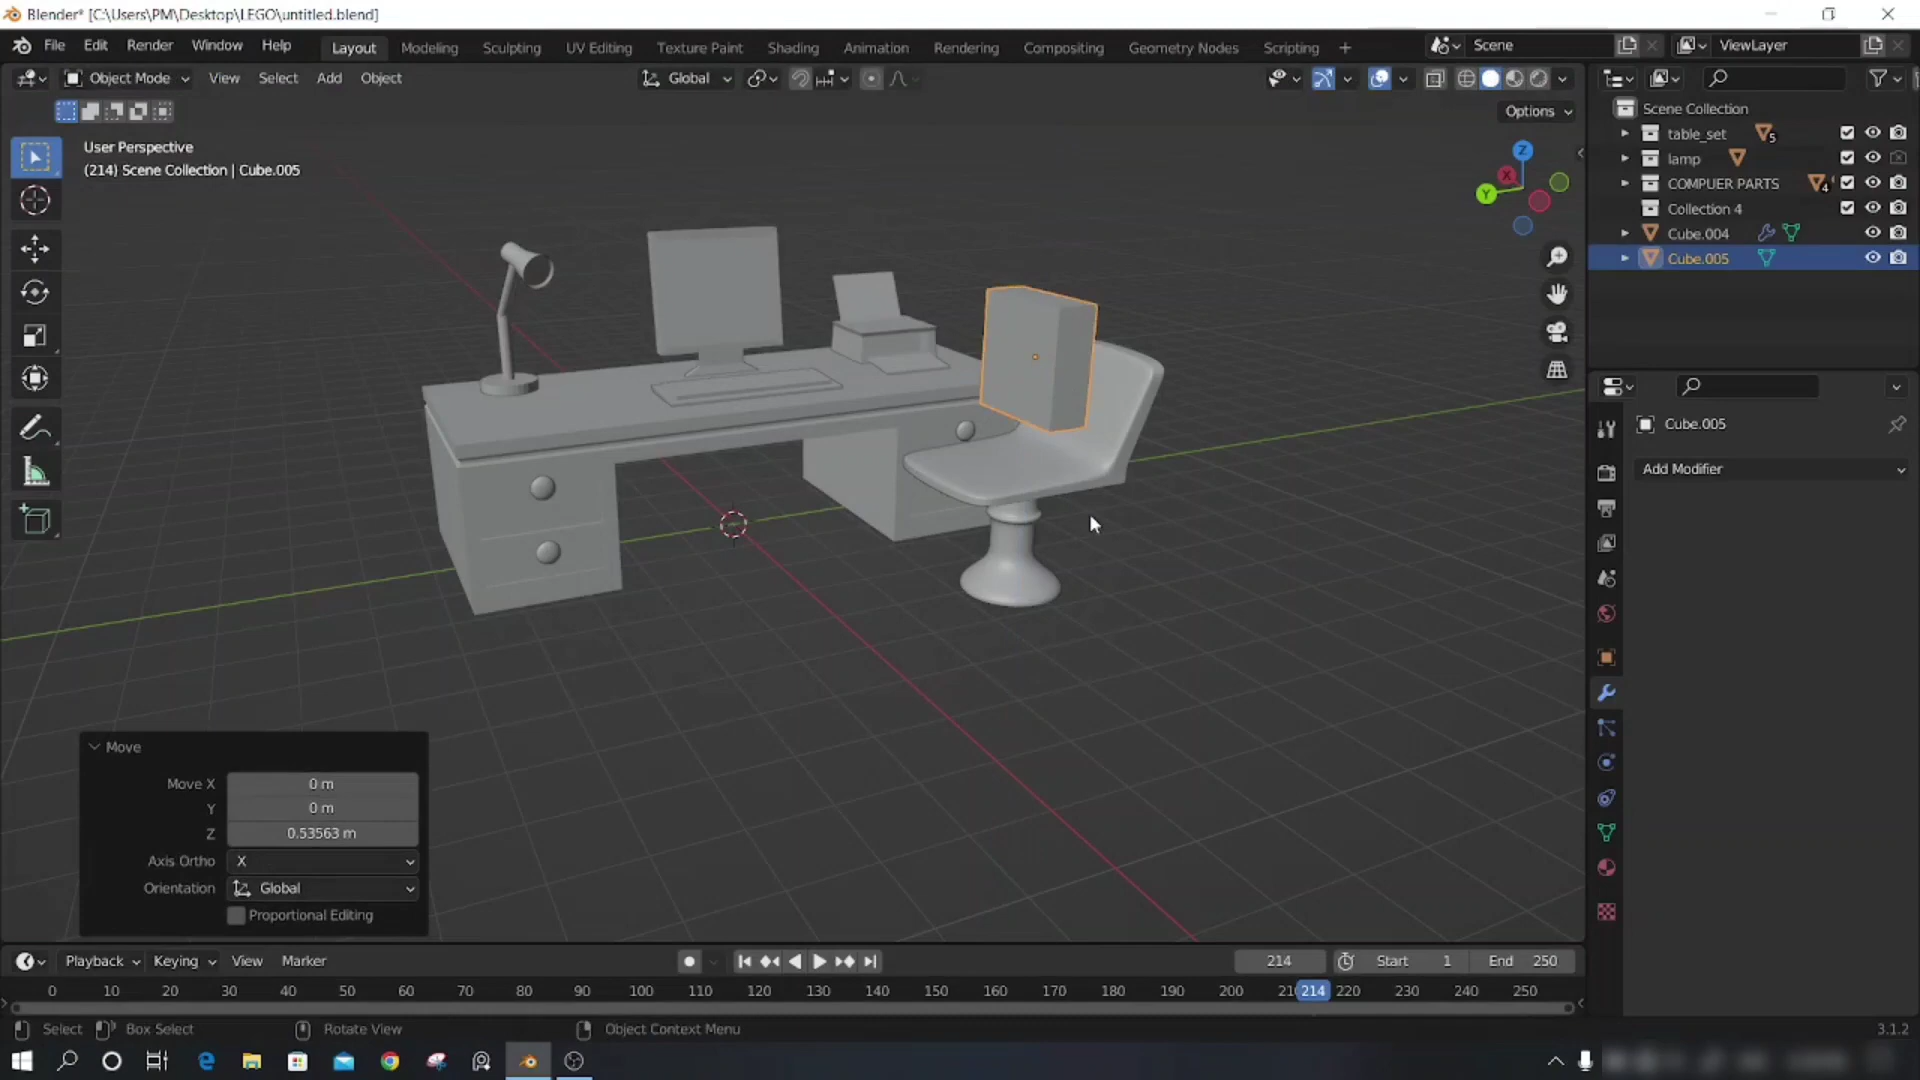 Blender* [C:\Users\PM\Desktop\LEGO\untitled.blend]
File Edit Render Window Help Layout Modeling Sculpting UV Editing Texture Paint Shading Animation Rendering Compositing Geometry Nodes Scripting + Scene ViewLayer
Object Mode View Select Add Object Global
Options
User Perspective
(214) Scene Collection | Cube.005
Z
X
Y
Scene Collection
table_set 5
lamp
COMPUER PARTS 4
Collection 4
Cube.004
Cube.005
Cube.005
Add Modifier
Move
Move X 0 m
Y 0 m
Z 0.53563 m
Axis Ortho X
Orientation Global
Proportional Editing
Playback Keying View Marker 214 Start 1 End 250
0 10 20 30 40 50 60 70 80 90 100 110 120 130 140 150 160 170 180 190 200 21 214 220 230 240 250
Select Box Select Rotate View Object Context Menu 3.1.2